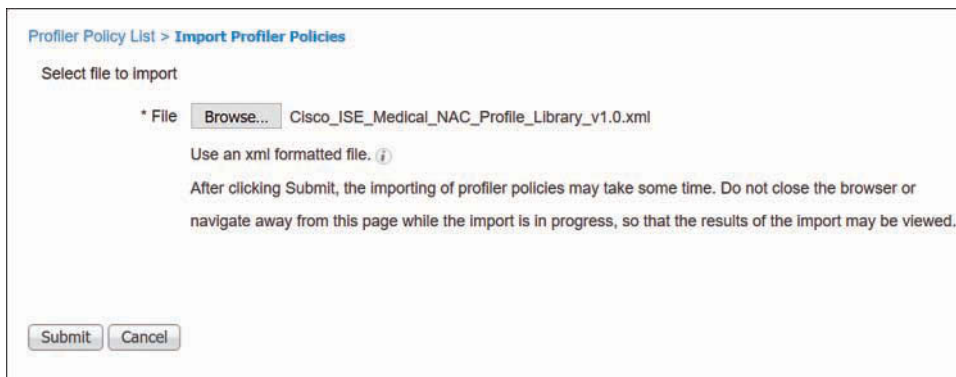 Profiler Policy List > Import Profiler Policies
Select file to import
* File Browse... Cisco_ISE_Medical_NAC_Profile_Library_v1.0.xml
Use an xml formatted file. i
After clicking Submit, the importing of profiler policies may take some time. Do not close the browser or
navigate away from this page while the import is in progress, so that the results of the import may be viewed.
Submit Cancel